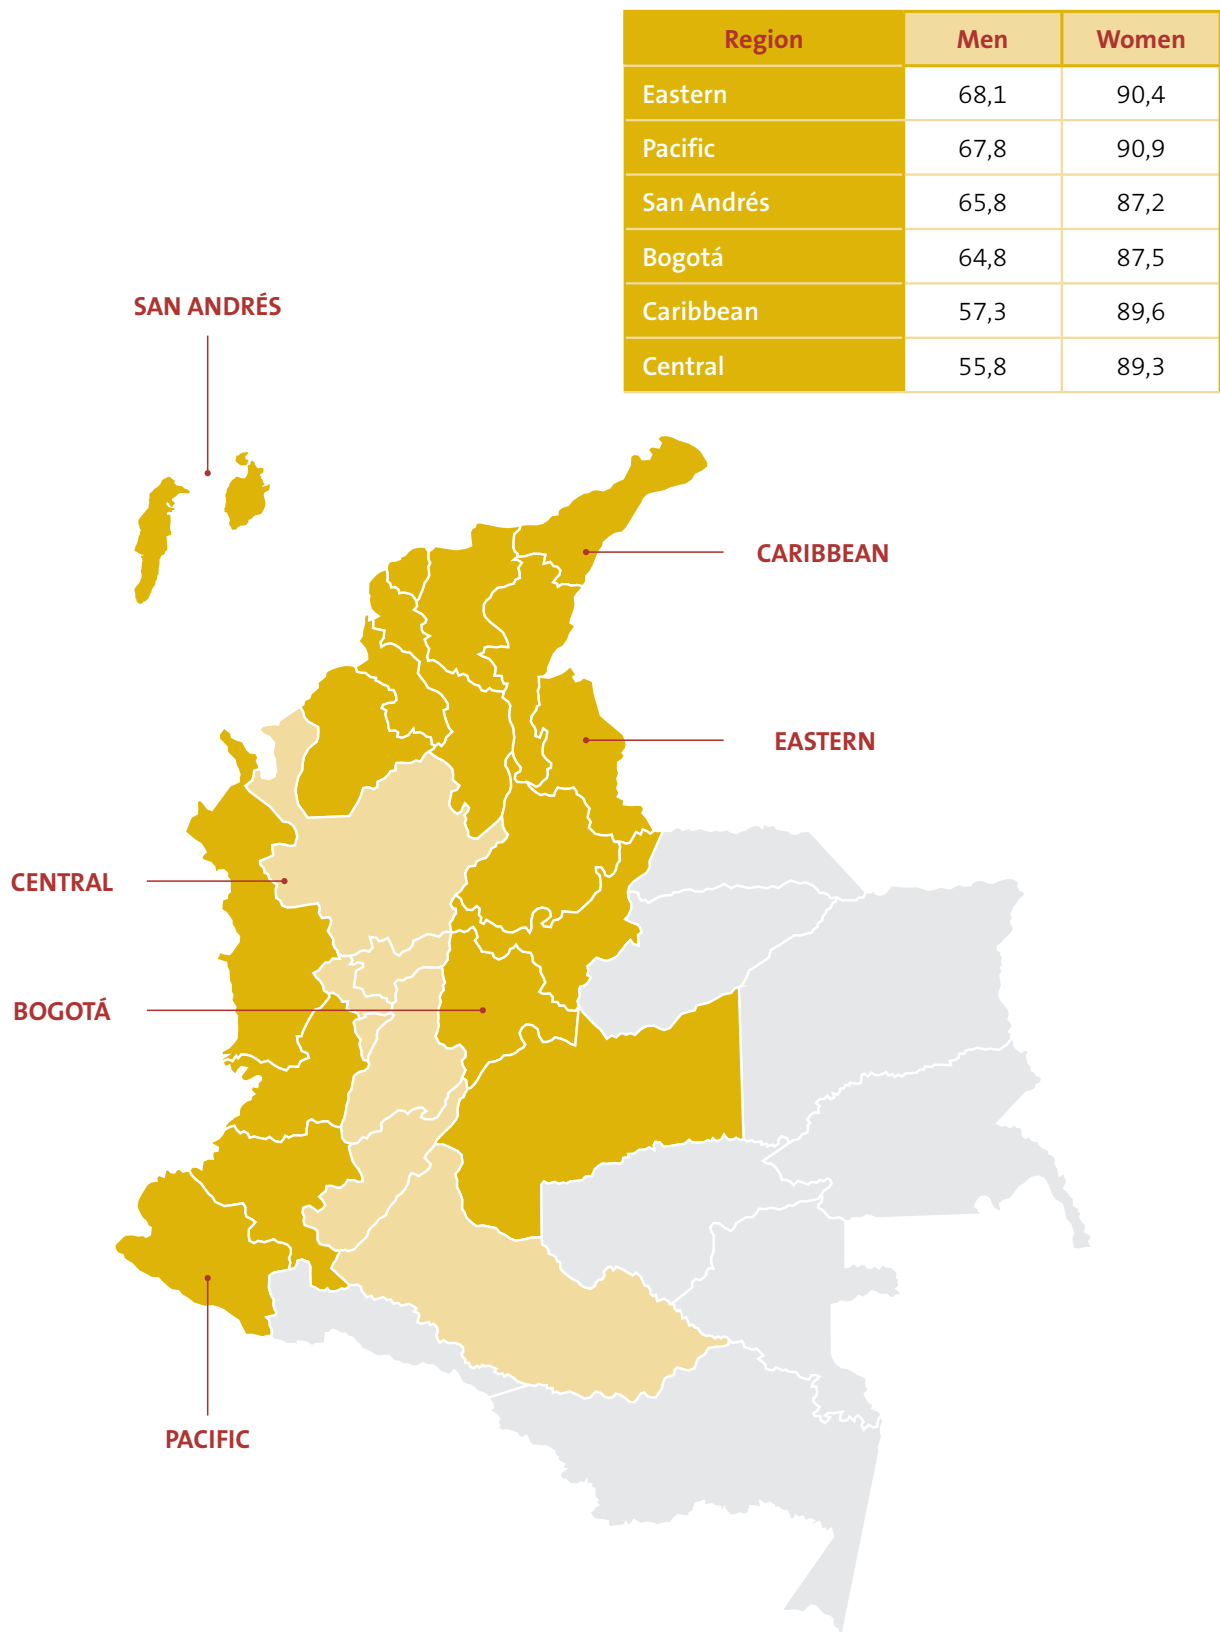 Region Men Women
Eastern 68,1 90,4
Pacific 67,8 90,9
San Andrés 65,8 87,2
Bogotá 64,8 87,5
Caribbean 57,3 89,6
Central 55,8 89,3
SAN ANDRÉS
CARIBBEAN
EASTERN
CENTRAL
BOGOTÁ
PACIFIC